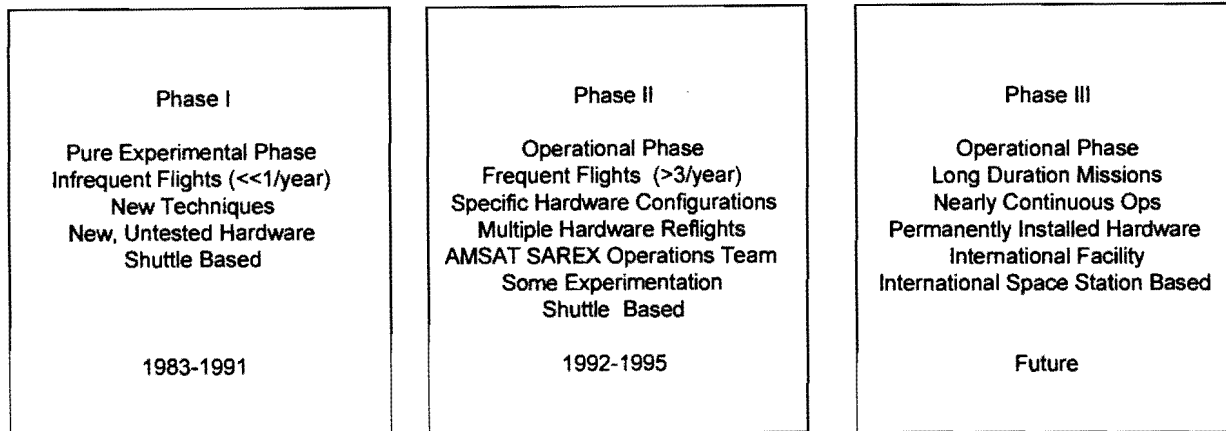 Phase I
Pure Experimental Phase
Infrequent Flights (<<1/year)
New Techniques
New, Untested Hardware
Shuttle Based
1983-1991
Phase II
Operational Phase
Frequent Flights (>3/year)
Specific Hardware Configurations
Multiple Hardware Reflights
AMSAT SAREX Operations Team
Some Experimentation
Shuttle Based
1992-1995
Phase III
Operational Phase
Long Duration Missions
Nearly Continuous Ops
Permanently Installed Hardware
International Facility
International Space Station Based
Future